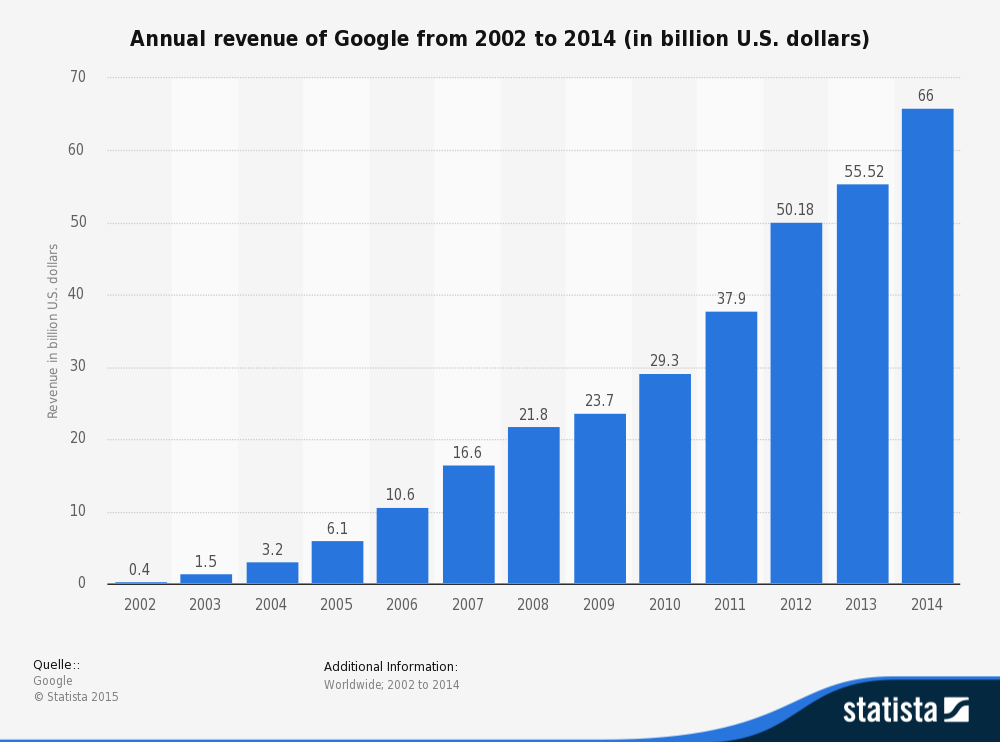 Annual revenue of Google from 2002 to 2014 (in billion U.S. dollars)
Revenue in billion U.S. dollars
70
60
50
40
30
20
10
0
0.4
1.5
3.2
6.1
10.6
16.6
21.8
23.7
29.3
37.9
50.18
55.52
66
2002 2003 2004 2005 2006 2007 2008 2009 2010 2011 2012 2013 2014
Quelle::
Google
© Statista 2015
Additional Information:
Worldwide; 2002 to 2014
statista